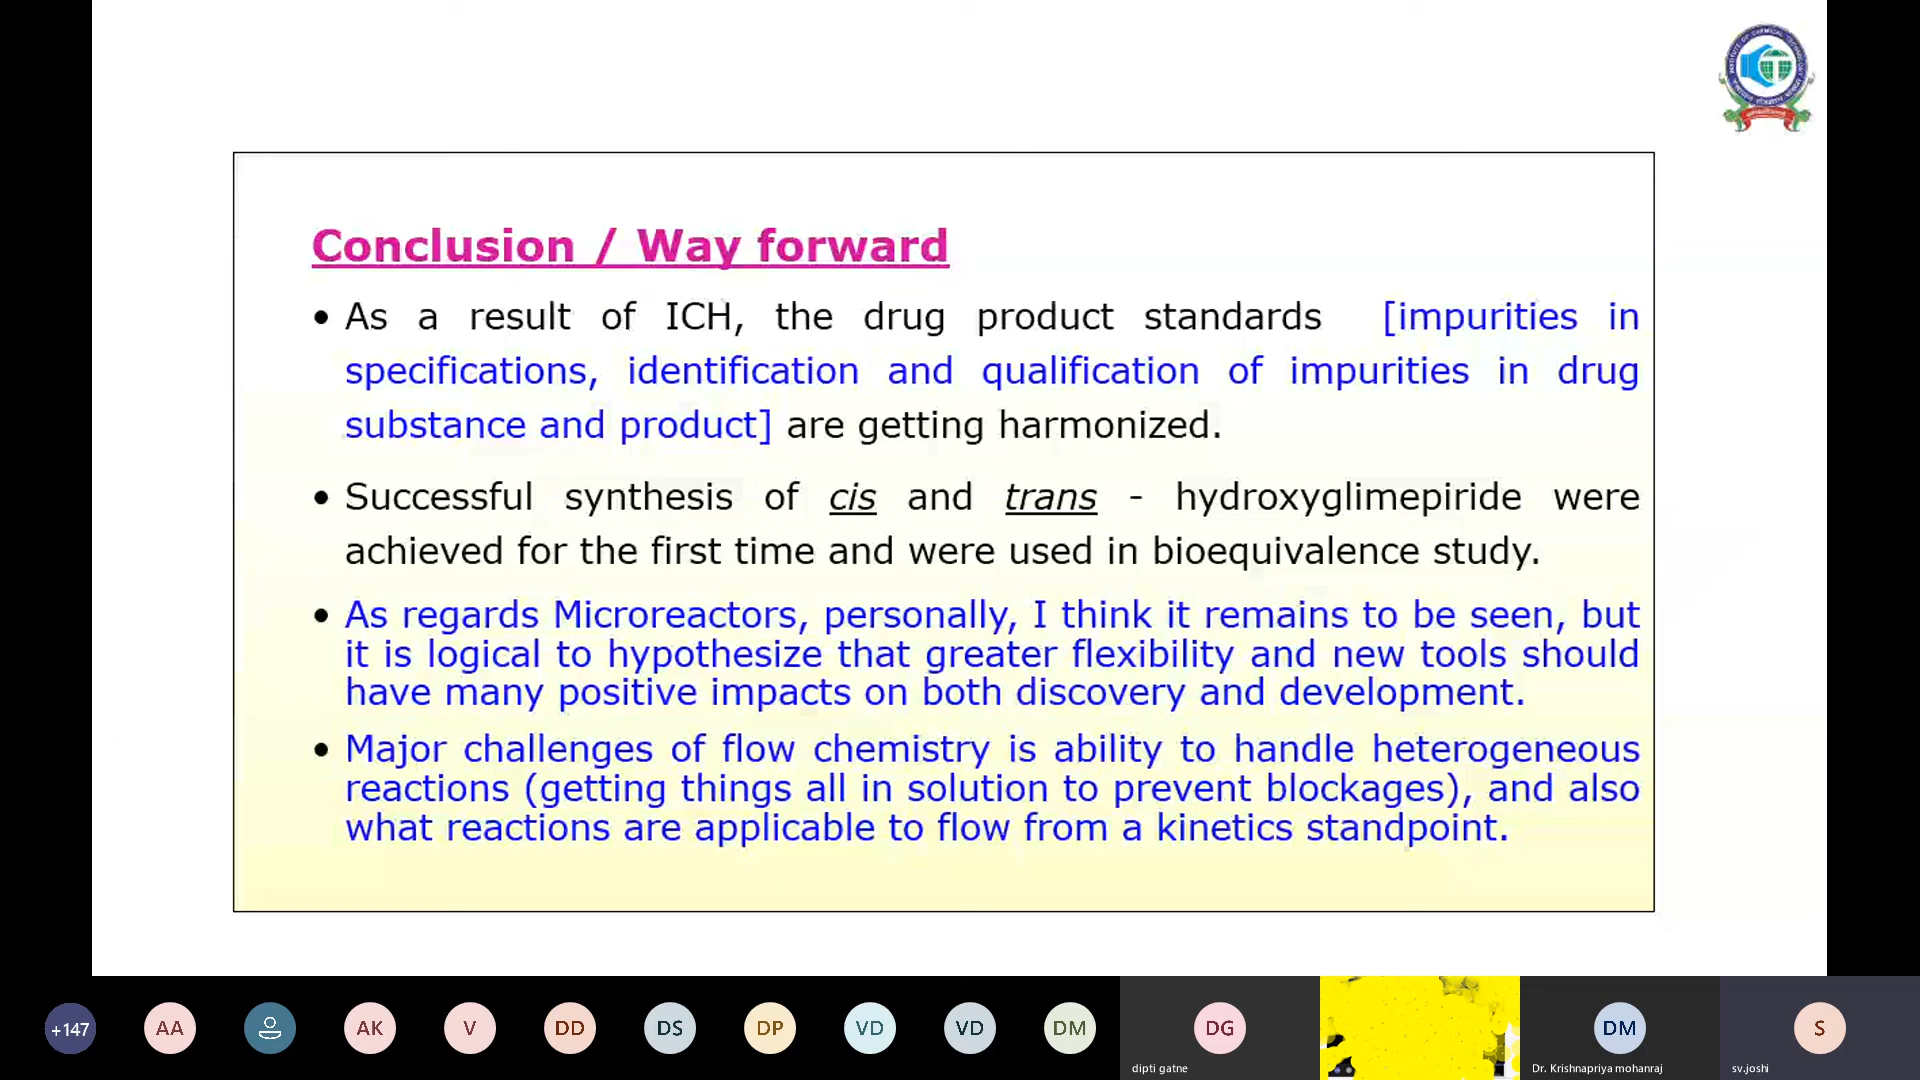 Conclusion / Way forward
• As a result of ICH, the drug product standards [impurities in
specifications, identification and qualification of impurities in drug
substance and product] are getting harmonized.
• Successful synthesis of cis and trans - hydroxyglimepiride were
achieved for the first time and were used in bioequivalence study.
• As regards Microreactors, personally, I think it remains to be seen, but
it is logical to hypothesize that greater flexibility and new tools should
have many positive impacts on both discovery and development.
• Major challenges of flow chemistry is ability to handle heterogeneous
reactions (getting things all in solution to prevent blockages), and also
what reactions are applicable to flow from a kinetics standpoint.
+147 AA AK V DD DS DP VD VD DM DG DM S
dipti gatne Dr. Krishnapriya mohanraj sv.joshi